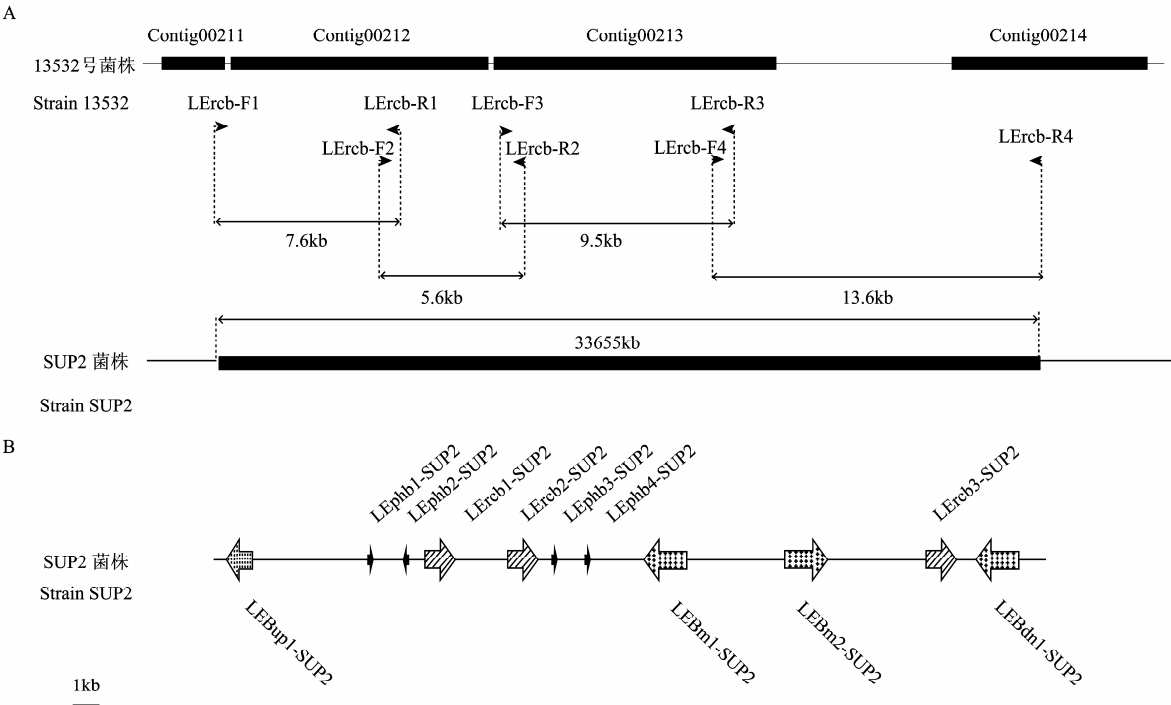 A
Contig00211 Contig00212 Contig00213 Contig00214
13532号菌株
Strain 13532
LErcb-F1 LErcb-R1 LErcb-F3 LErcb-R3
LErcb-F2 LErcb-R2 LErcb-F4 LErcb-R4
7.6kb 9.5kb
5.6kb 13.6kb
33655kb
SUP2 菌株
Strain SUP2
B
LEphb1-SUP2
LEphb2-SUP2
LErcb1-SUP2
LErcb2-SUP2
LEphb3-SUP2
LEphb4-SUP2
LErcb3-SUP2
SUP2 菌株
Strain SUP2
LEBup1-SUP2
LEBm1-SUP2
LEBm2-SUP2
LEBdn1-SUP2
1kb